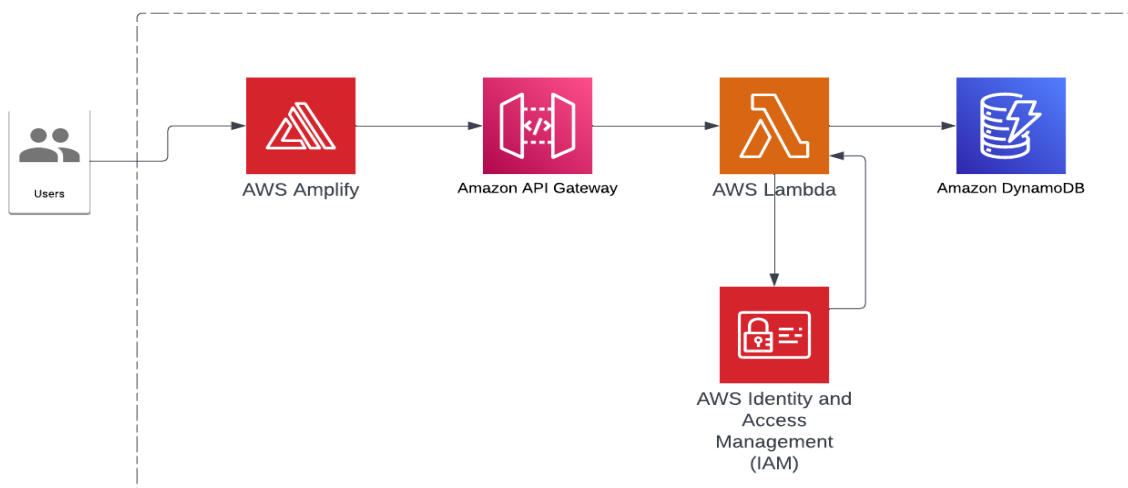 Users
AWS Amplify
Amazon API Gateway
</>
AWS Lambda
Amazon DynamoDB
AWS Identity and
Access
Management
(IAM)